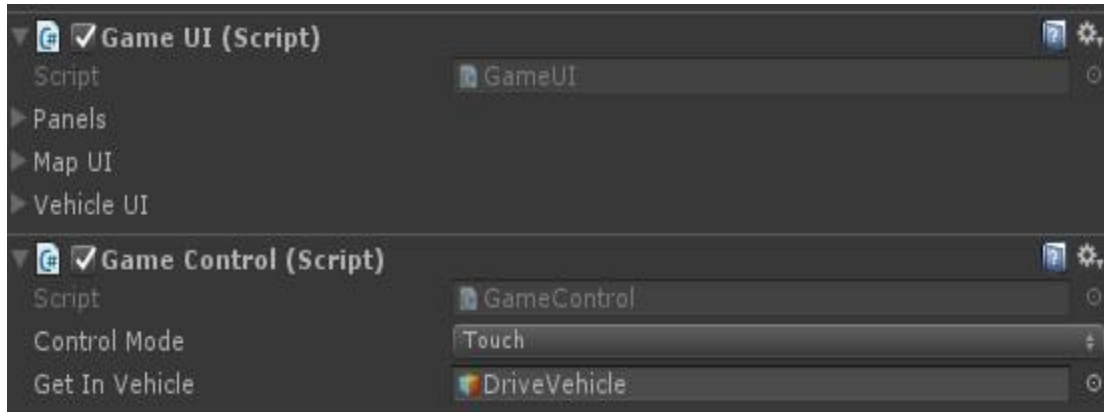 Game UI (Script)
Script GameUI
Panels
Map UI
Vehicle UI
Game Control (Script)
Script GameControl
Control Mode Touch
Get In Vehicle DriveVehicle